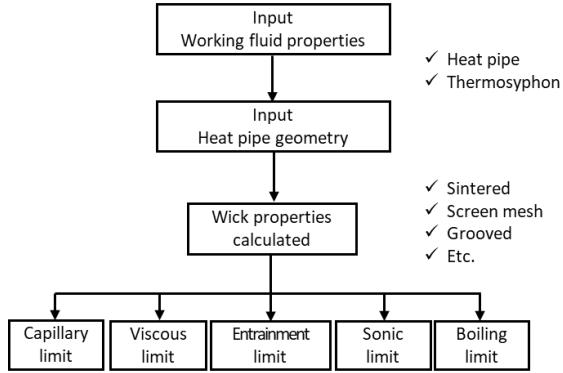 Input
Working fluid properties
✓ Heat pipe
✓ Thermosyphon
Input
Heat pipe geometry
✓ Sintered
✓ Screen mesh
✓ Grooved
✓ Etc.
Wick properties
calculated
Capillary
limit
Viscous
limit
Entrainment
limit
Sonic
limit
Boiling
limit